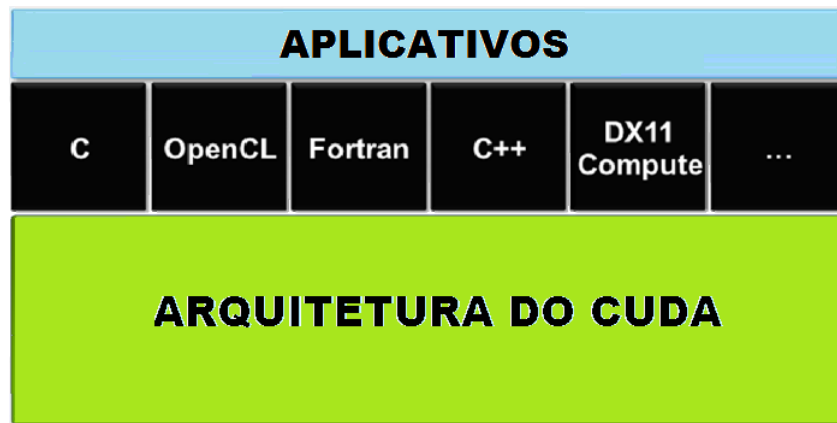 APLICATIVOS
C
OpenCL
Fortran
C++
DX11
Compute
...
ARQUITETURA DO CUDA